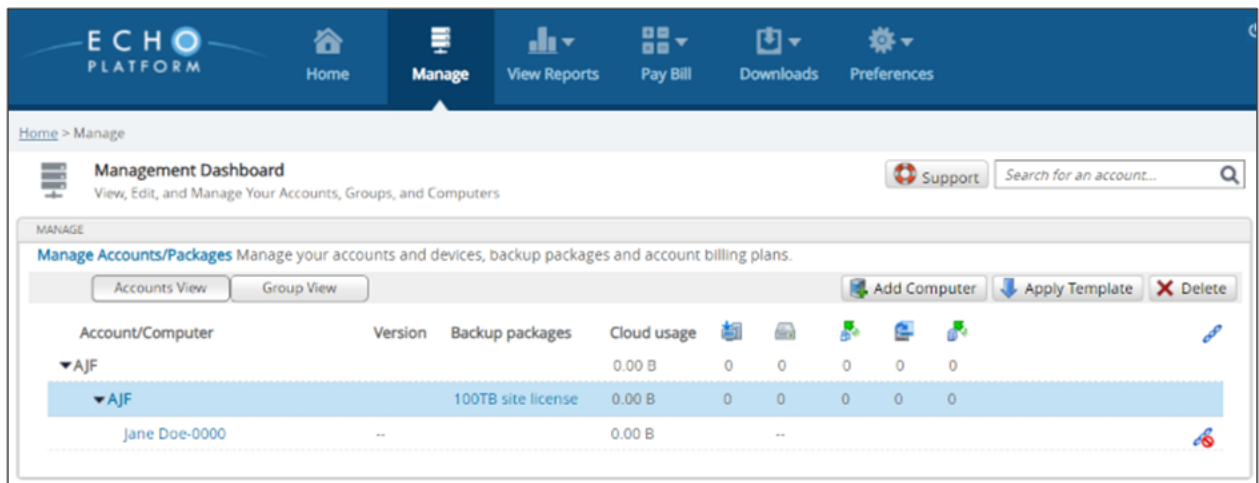 ECHO
PLATFORM
Home
Manage
View Reports
Pay Bill
Downloads
Preferences
Home > Manage
Management Dashboard
View, Edit, and Manage Your Accounts, Groups, and Computers
Support
Search for an account...
MANAGE
Manage Accounts/Packages Manage your accounts and devices, backup packages and account billing plans.
Accounts View Group View Add Computer Apply Template Delete
Account/Computer Version Backup packages Cloud usage
AJF 0.00 B 0 0 0 0 0
AJF 100TB site license 0.00 B 0 0 0 0 0
Jane Doe-0000 -- 0.00 B --